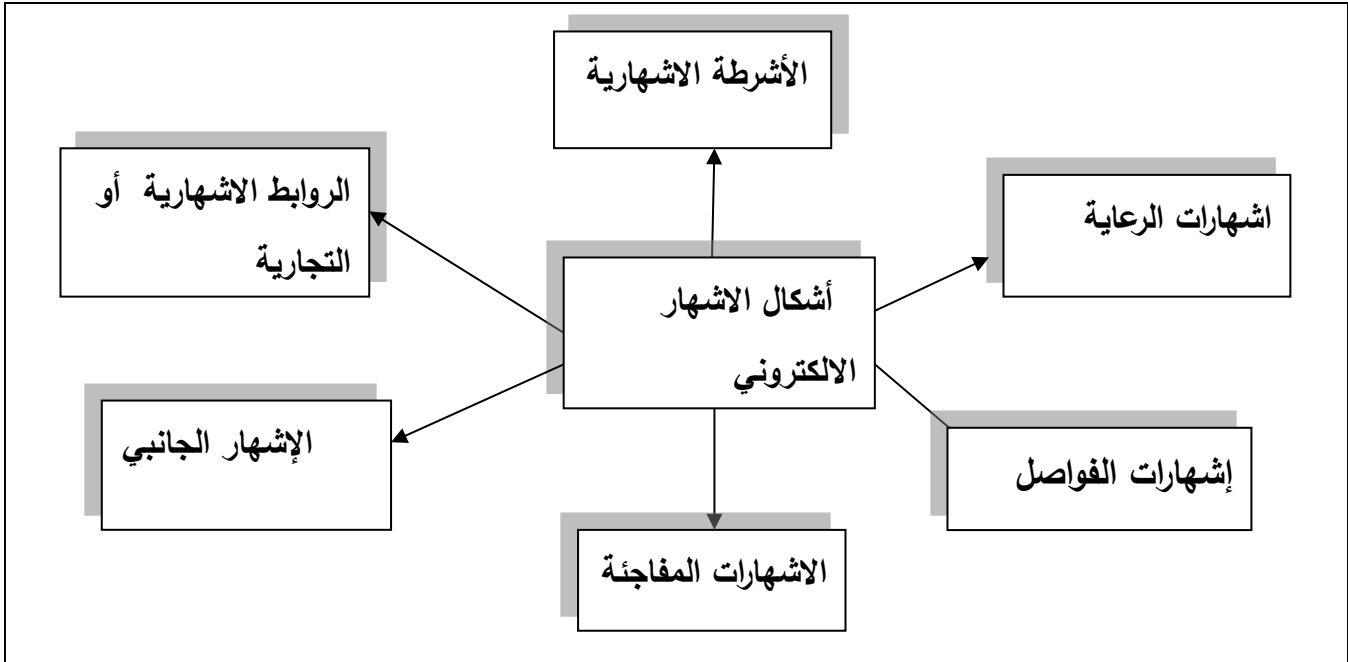 الأشرطة الاشهارية
الروابط الاشهارية أو
التجارية
اشهارات الرعاية
أشكال الاشهار
الالكتروني
الإشهار الجانبي
إشهارات الفواصل
الاشهارات المفاجئة